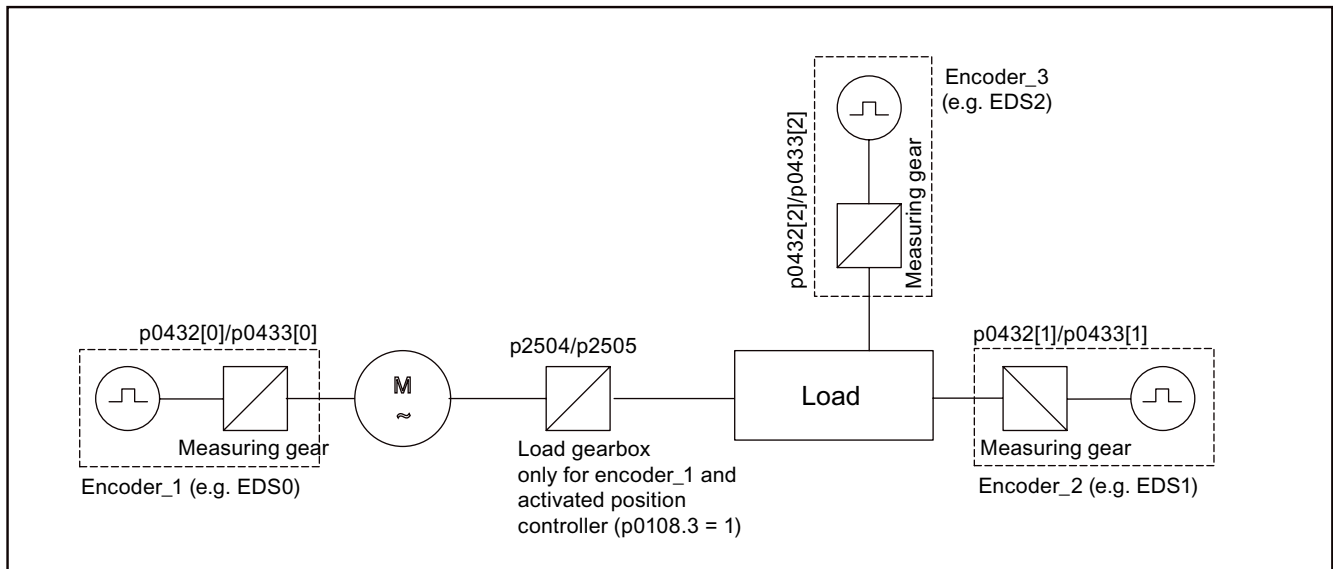 Encoder_3
(e.g. EDS2)
p0432[2]/p0433[2]
Measuring gear
p0432[0]/p0433[0]
M
~
Measuring gear
Encoder_1 (e.g. EDS0)
p2504/p2505
Load gearbox
only for encoder_1 and
activated position
controller (p0108.3 = 1)
Load
p0432[1]/p0433[1]
Measuring gear
Encoder_2 (e.g. EDS1)